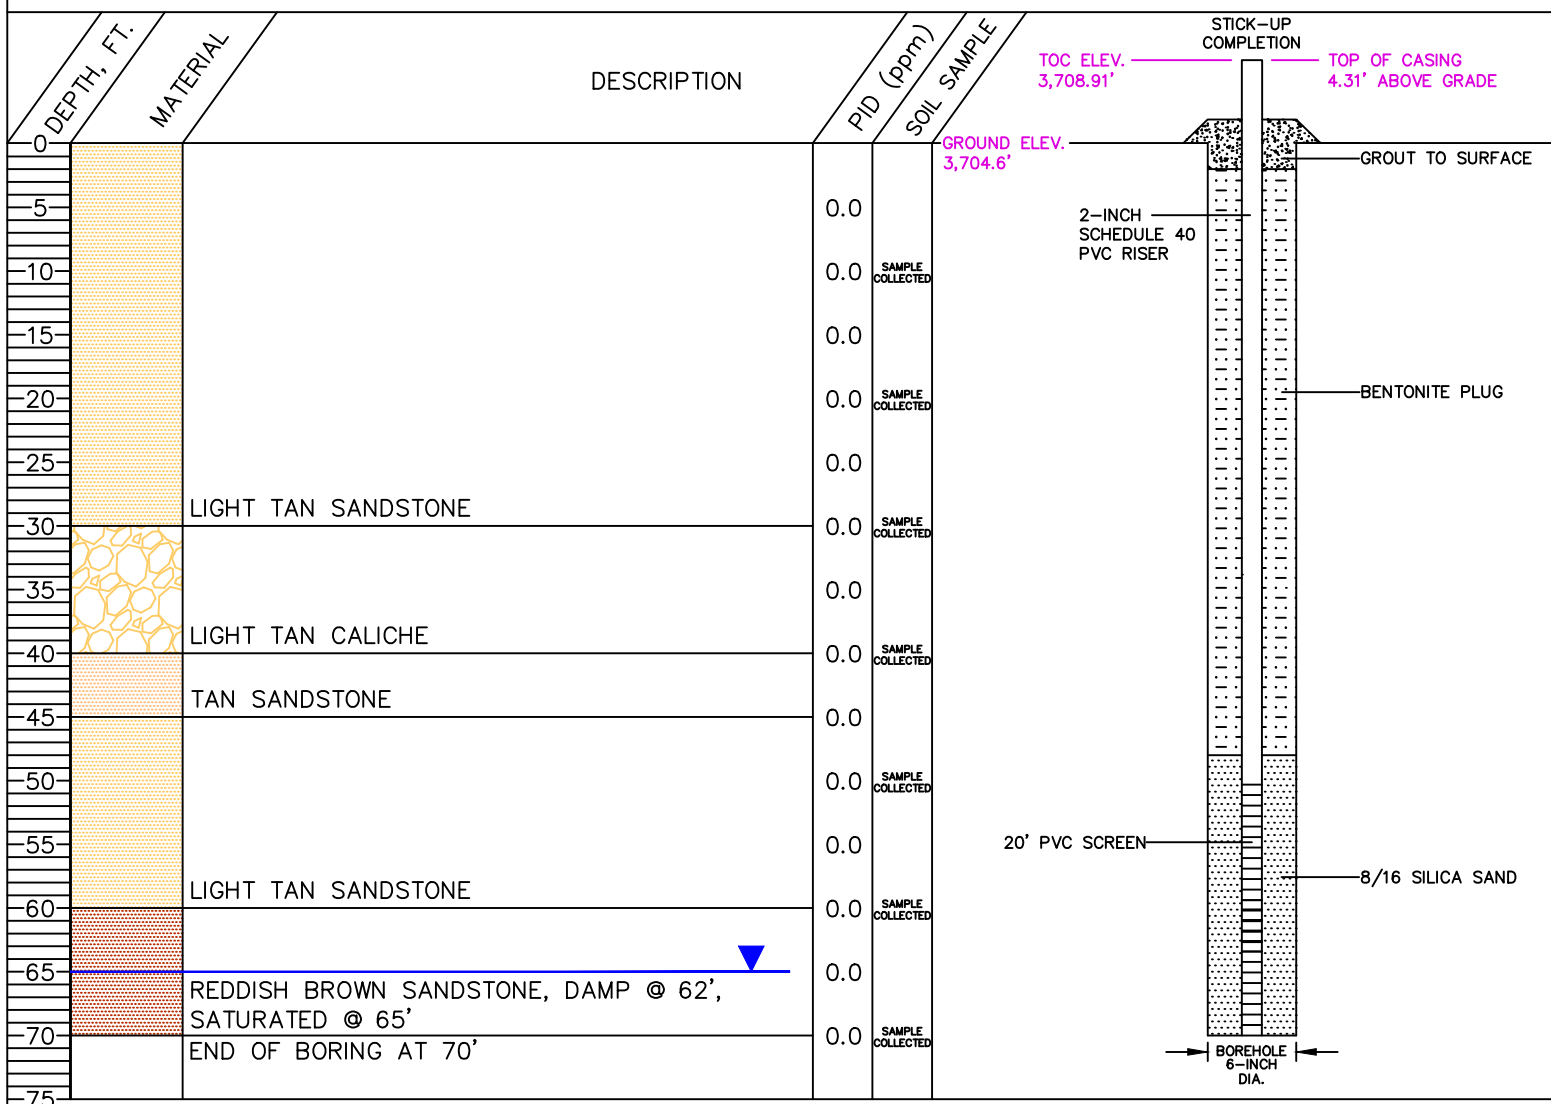 DEPTH, FT.
MATERIAL
DESCRIPTION
PID (ppm)
SOIL SAMPLE
STICK-UP
COMPLETION
TOC ELEV.
3,708.91'
TOP OF CASING
4.31' ABOVE GRADE
GROUND ELEV.
3,704.6'
GROUT TO SURFACE
2-INCH
SCHEDULE 40
PVC RISER
BENTONITE PLUG
20' PVC SCREEN
8/16 SILICA SAND
BOREHOLE
6-INCH
DIA.
0
5
0.0
10
0.0
SAMPLE
COLLECTED
15
0.0
20
0.0
SAMPLE
COLLECTED
25
0.0
LIGHT TAN SANDSTONE
30
0.0
SAMPLE
COLLECTED
35
0.0
LIGHT TAN CALICHE
40
0.0
SAMPLE
COLLECTED
TAN SANDSTONE
45
0.0
50
0.0
SAMPLE
COLLECTED
55
0.0
LIGHT TAN SANDSTONE
60
0.0
SAMPLE
COLLECTED
65
0.0
REDDISH BROWN SANDSTONE, DAMP @ 62',
SATURATED @ 65'
70
0.0
SAMPLE
COLLECTED
END OF BORING AT 70'
75